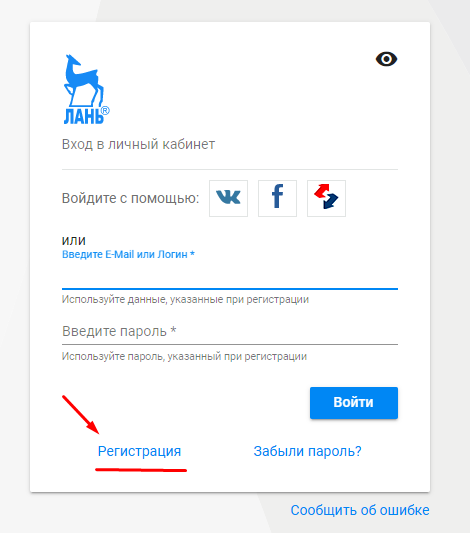 ЛАНЬ®
Вход в личный кабинет
Войдите с помощью:
или
Введите E-Mail или Логин *
Используйте данные, указанные при регистрации
Введите пароль *
Используйте пароль, указанный при регистрации
Войти
Регистрация Забыли пароль?
Сообщить об ошибке